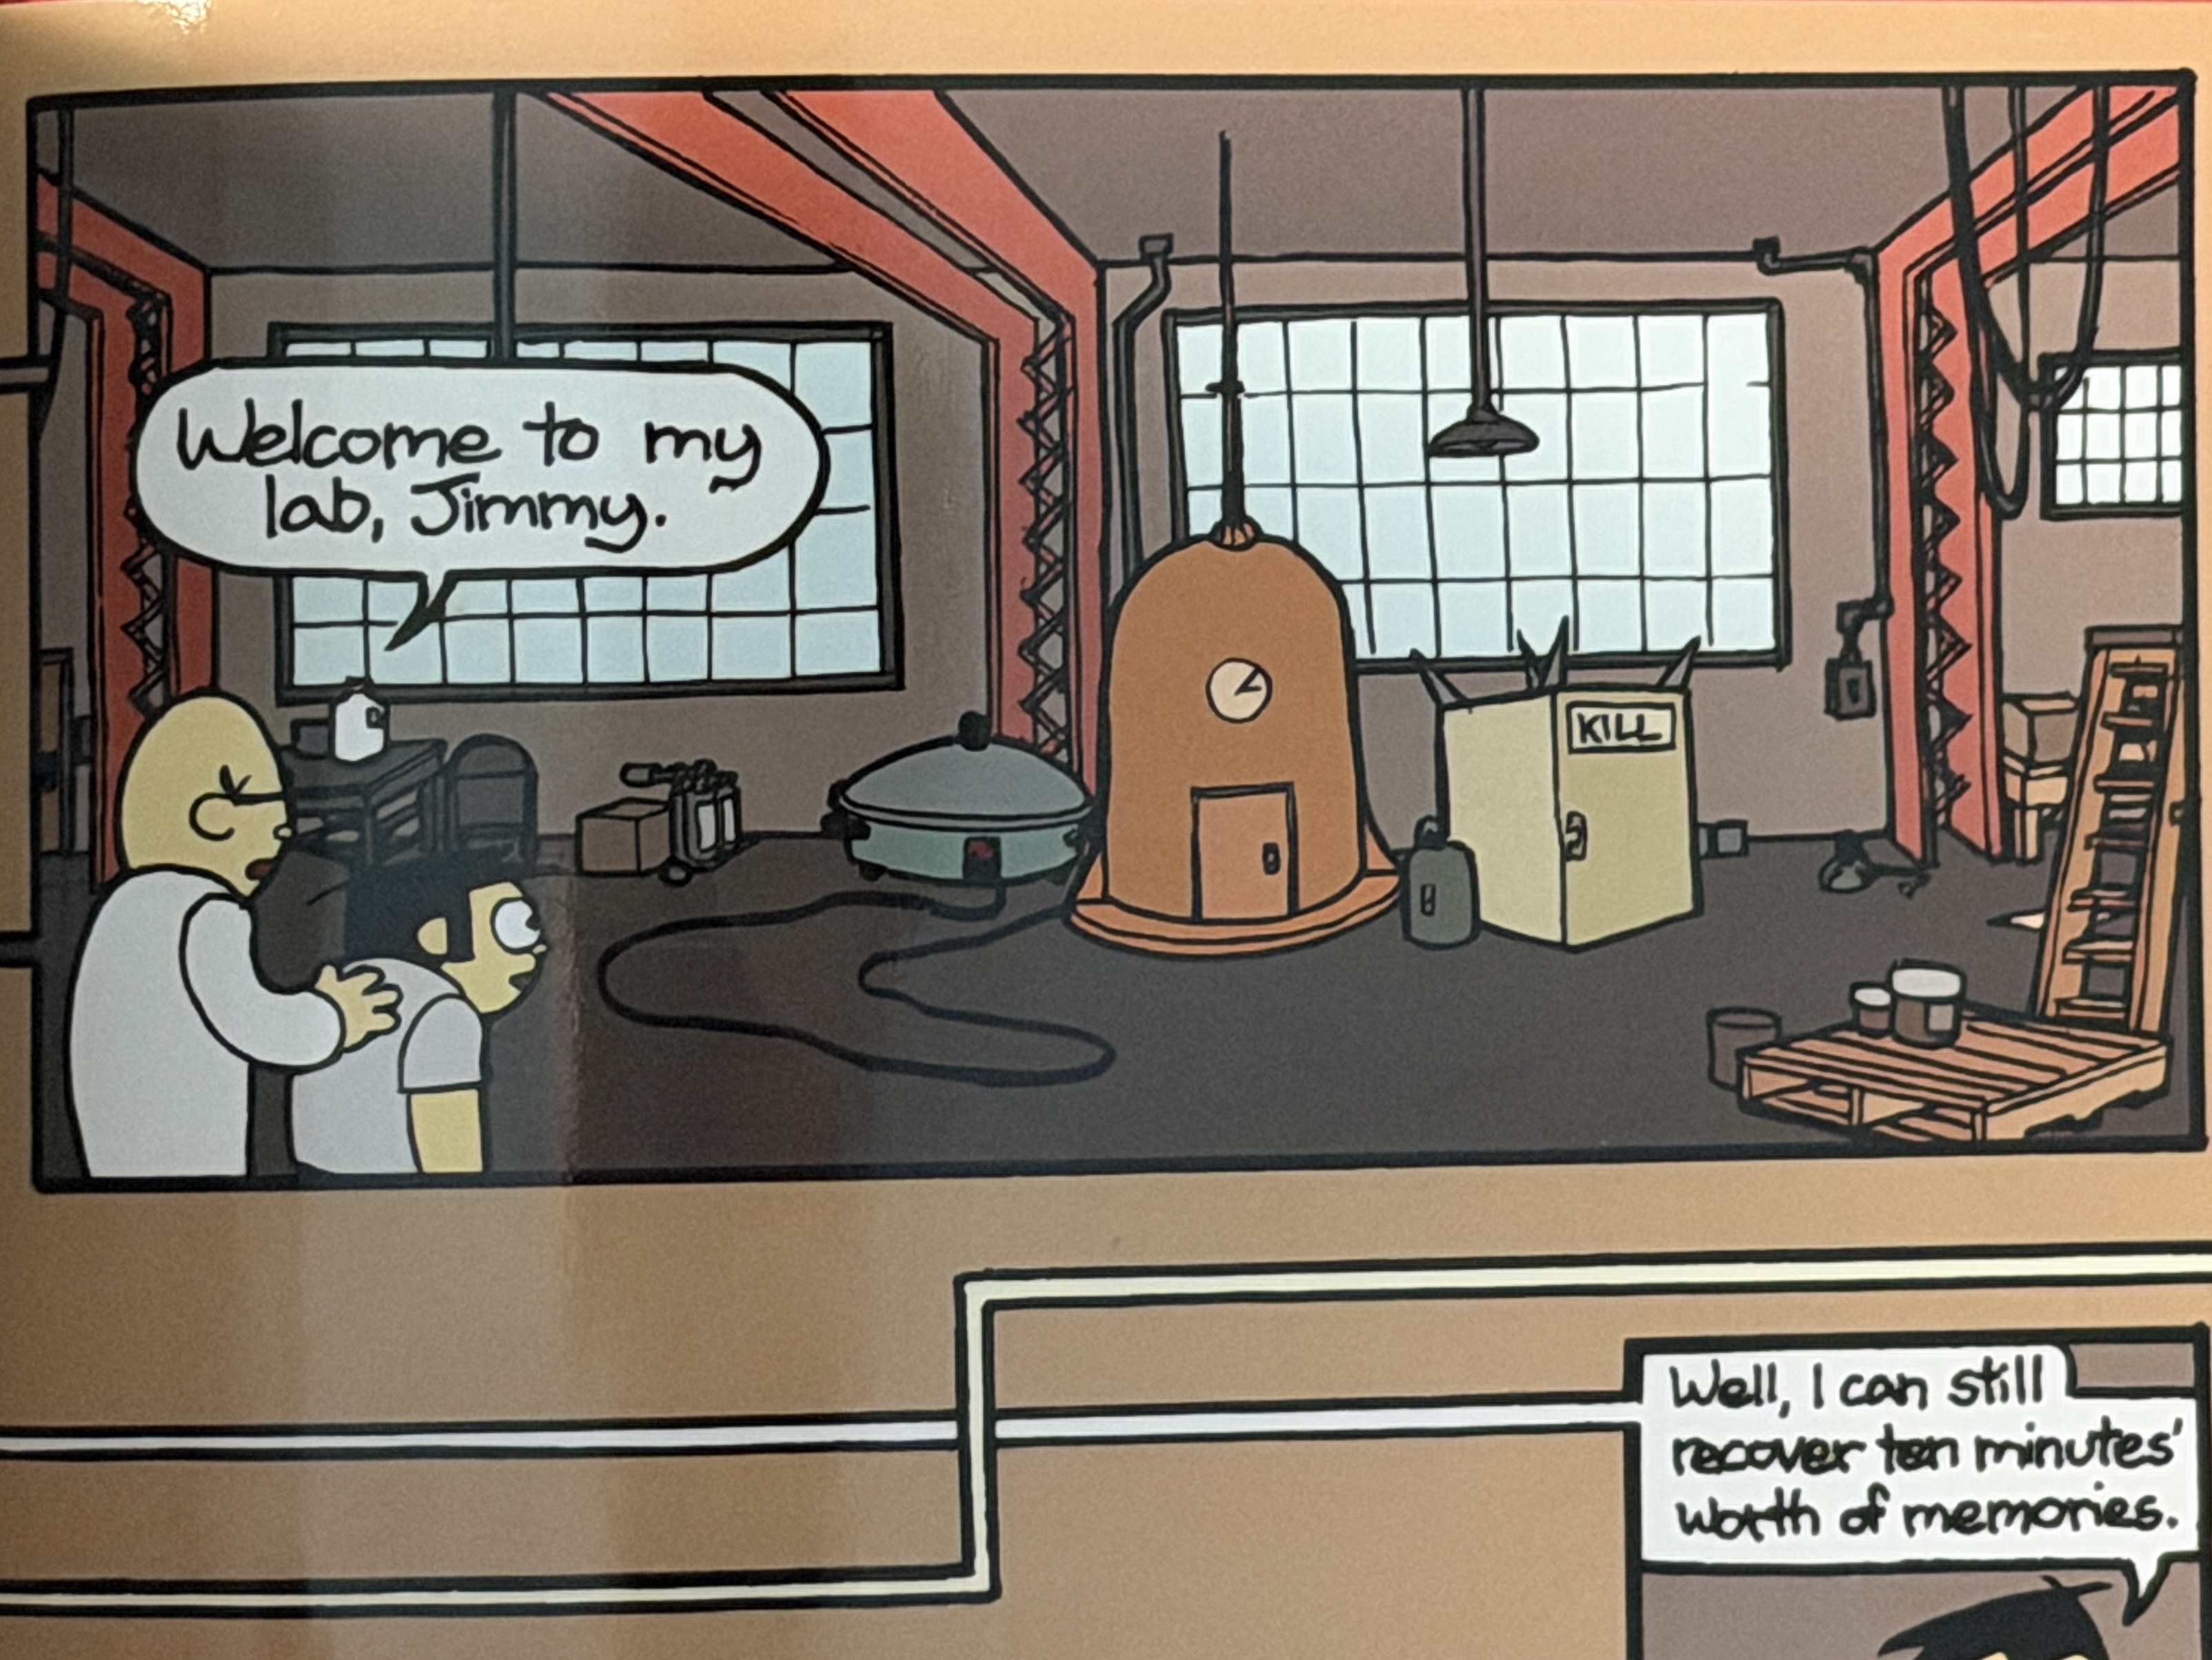 Welcome to my
lab, Jimmy.
KILL
Well, I can still
recover ten minutes'
worth of memories.